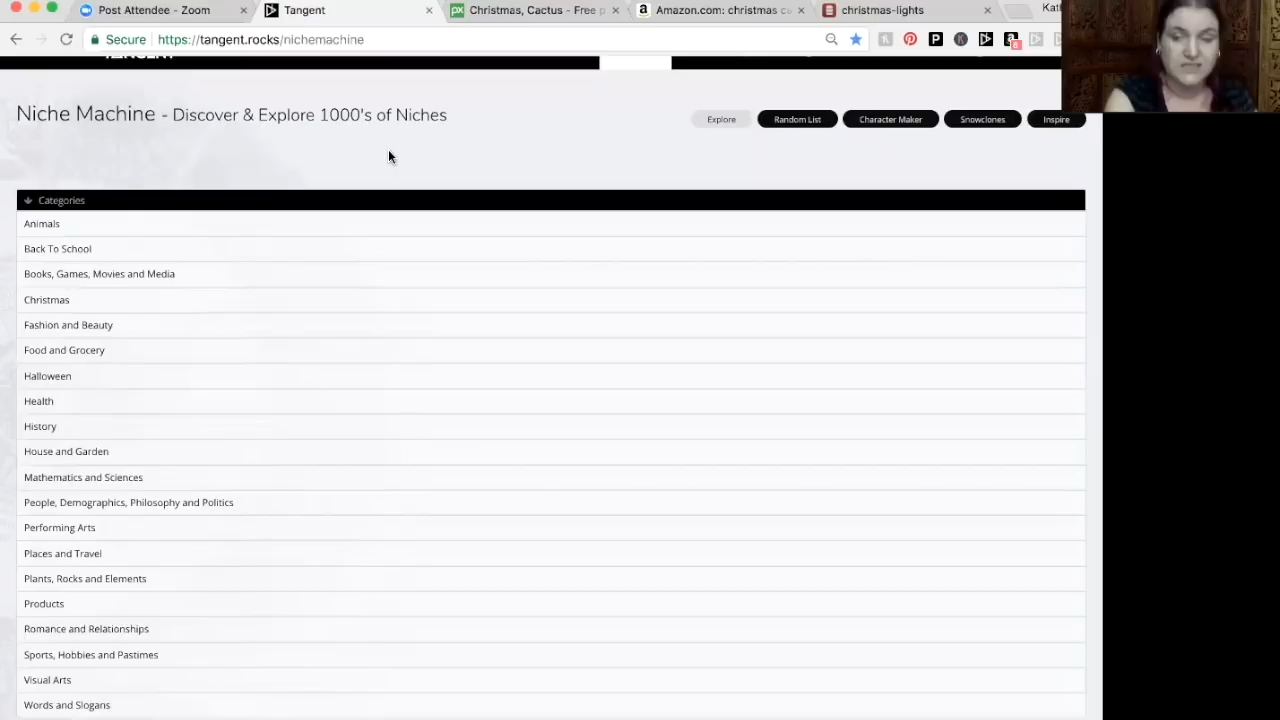 Post Attendee - Zoom
Tangent
Christmas, Cactus - Free p
Amazon.com: christmas ca
christmas-lights
Secure
https://tangent.rocks/nichemachine
6
TANGENT
Niche Machine - Discover & Explore 1000's of Niches
Explore
Random List
Character Maker
Snowclones
Inspire
Categories
Animals
Back To School
Books, Games, Movies and Media
Christmas
Fashion and Beauty
Food and Grocery
Halloween
Health
History
House and Garden
Mathematics and Sciences
People, Demographics, Philosophy and Politics
Performing Arts
Places and Travel
Plants, Rocks and Elements
Products
Romance and Relationships
Sports, Hobbies and Pastimes
Visual Arts
Words and Slogans